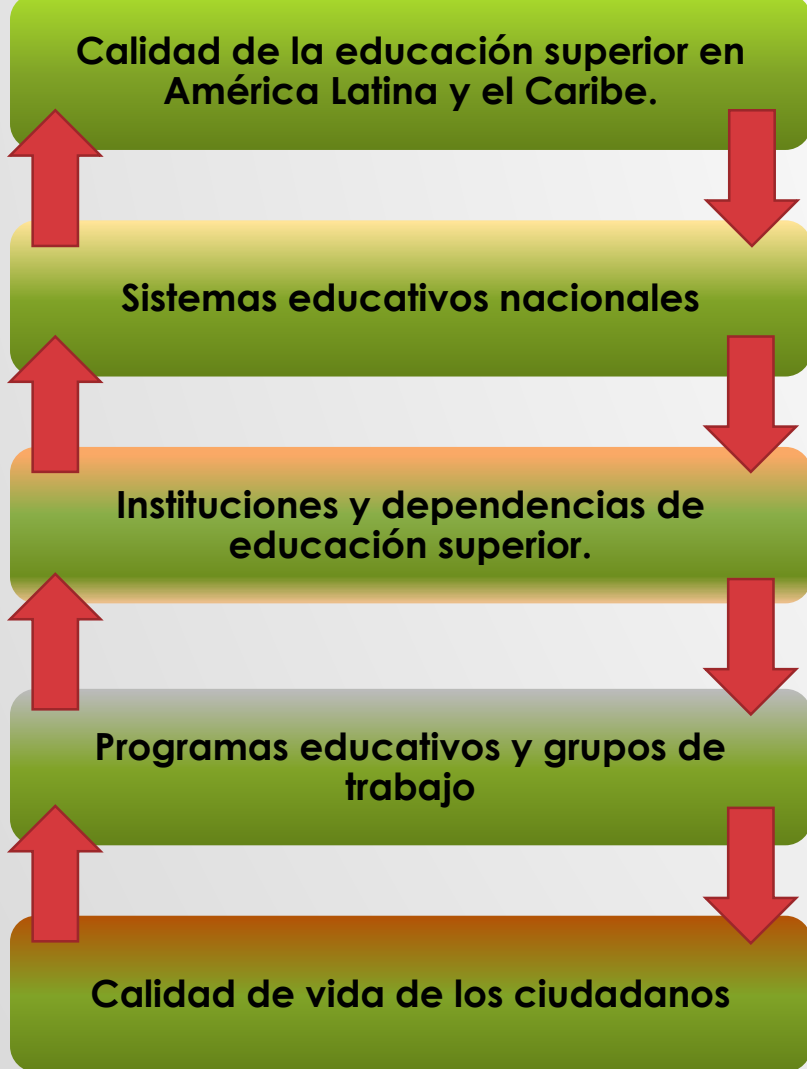 Calidad de la educación superior en
América Latina y el Caribe.
Sistemas educativos nacionales
Instituciones y dependencias de
educación superior.
Programas educativos y grupos de
trabajo
Calidad de vida de los ciudadanos